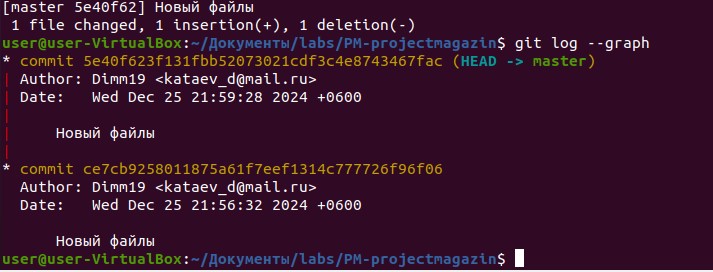 [master 5e40f62] Новый файлы
 1 file changed, 1 insertion(+), 1 deletion(-)
user@user-VirtualBox:~/Документы/labs/PM-projectmagazin$ git log --graph
* commit 5e40f623f131fbb52073021cdf3c4e8743467fac (HEAD -> master)
| Author: Dimm19 <kataev_d@mail.ru>
| Date:   Wed Dec 25 21:59:28 2024 +0600
|
|     Новый файлы
|
* commit ce7cb9258011875a61f7eef1314c777726f96f06
  Author: Dimm19 <kataev_d@mail.ru>
  Date:   Wed Dec 25 21:56:32 2024 +0600

      Новый файлы
user@user-VirtualBox:~/Документы/labs/PM-projectmagazin$